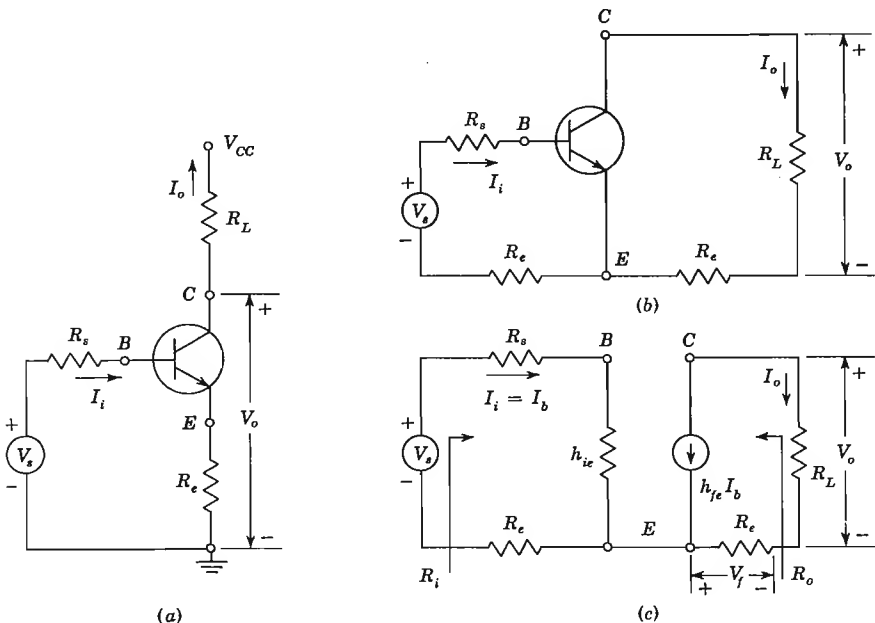 V_CC
I_o
R_L
C
+
R_s
B
I_i
V_o
+
V_s
−
E
R_e
−
(a)
C
+
I_o
R_s
B
I_i
R_L
V_o
+
V_s
−
R_e
E
R_e
−
(b)
R_s
B
C
+
I_o
I_i = I_b
+
V_s
−
h_ie
h_fe I_b
R_L
V_o
R_e
E
R_e
−
R_i
+ V_f −
R_o
(c)